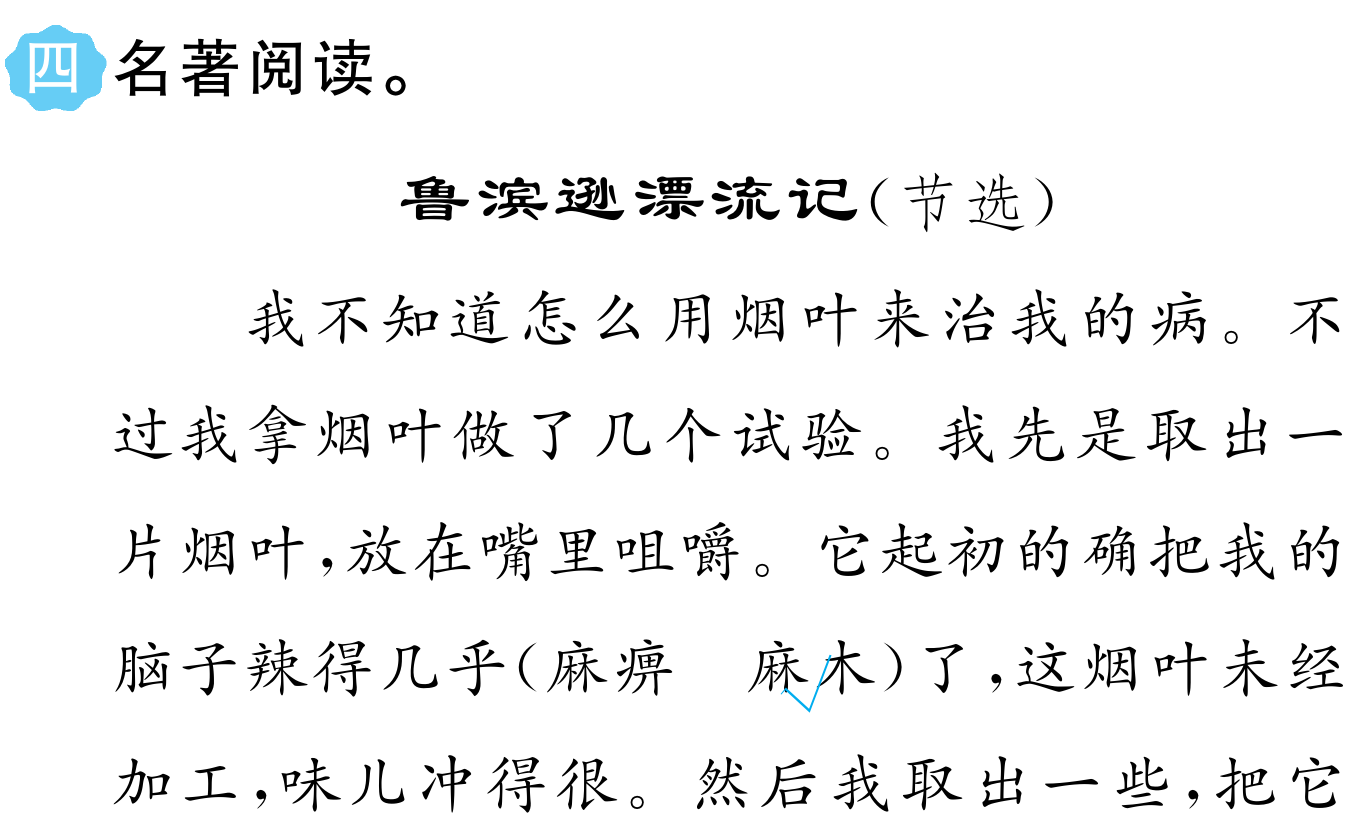 四 名著阅读。
鲁滨逊漂流记(节选)
我不知道怎么用烟叶来治我的病。不
过我拿烟叶做了几个试验。我先是取出一
片烟叶,放在嘴里咀嚼。它起初的确把我的
脑子辣得几乎(麻痹 麻木)了,这烟叶未经
加工,味儿冲得很。然后我取出一些,把它